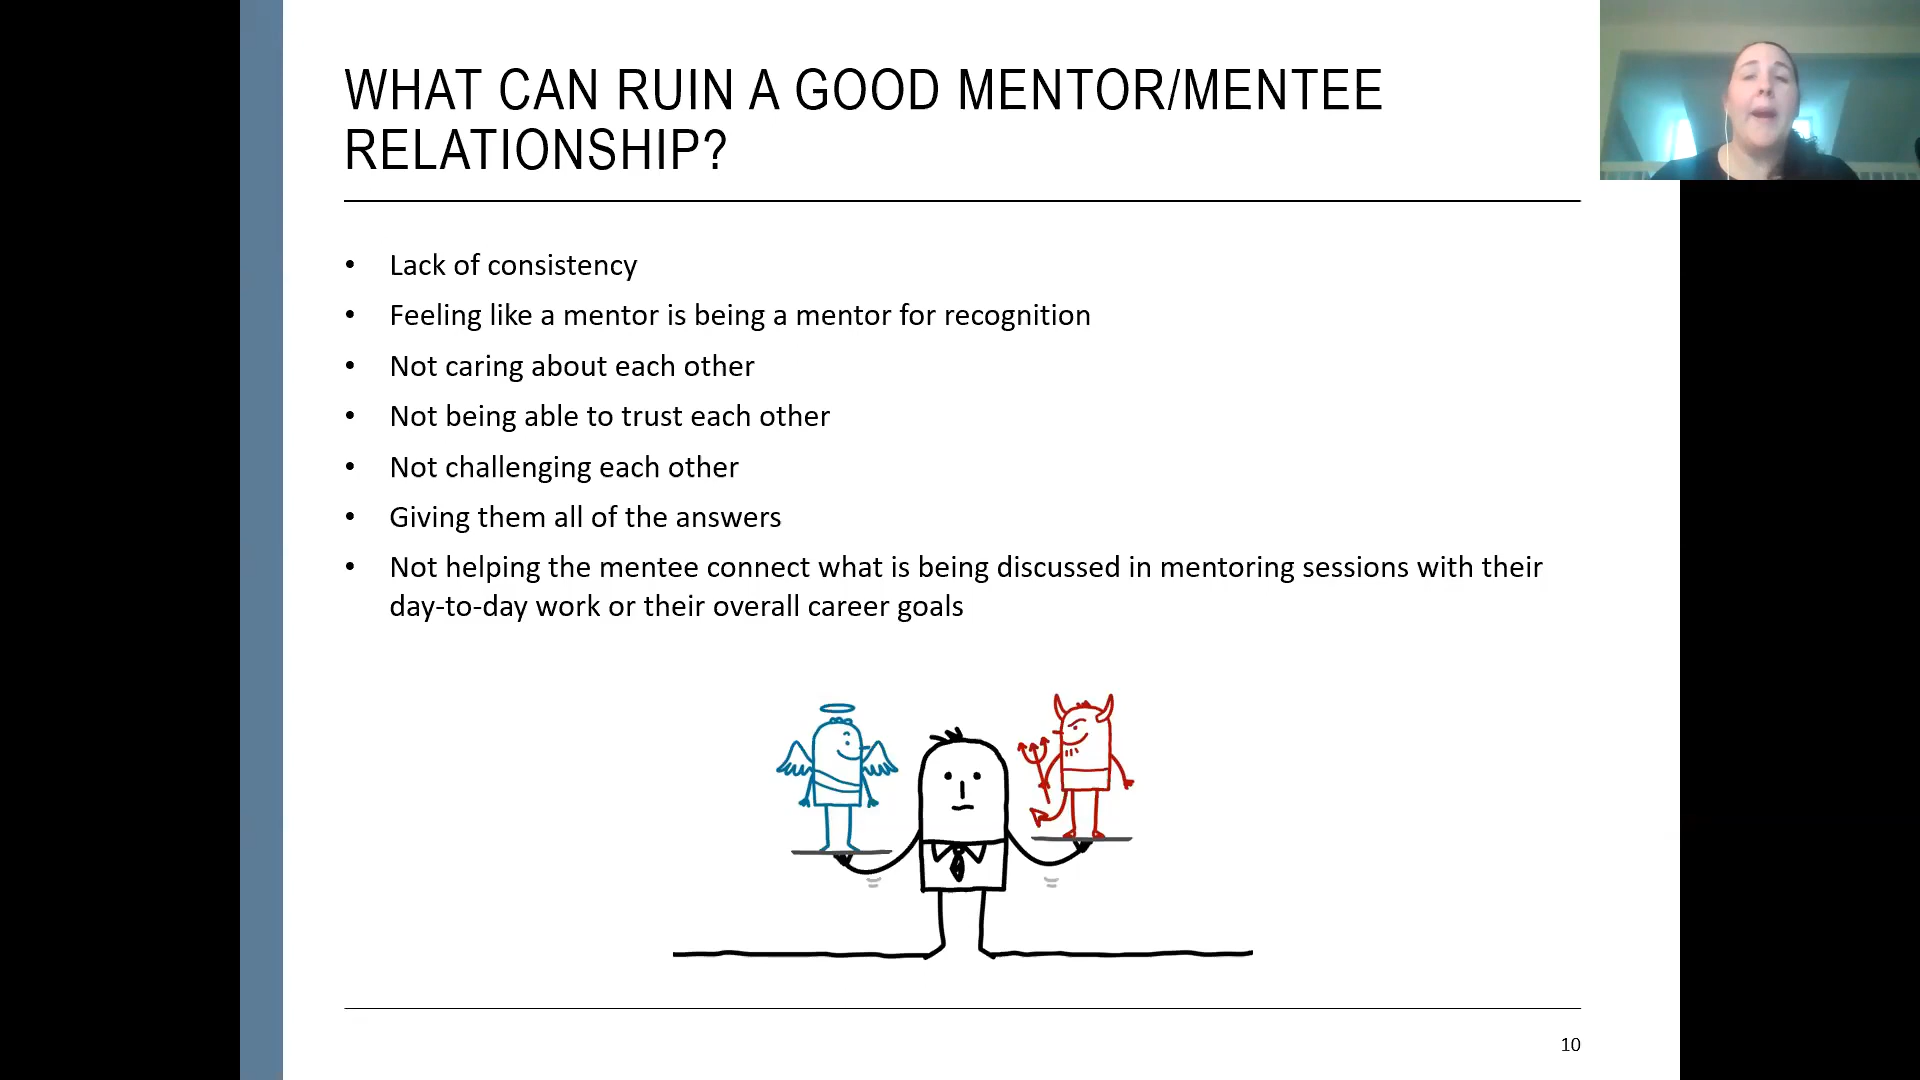 WHAT CAN RUIN A GOOD MENTOR/MENTEE
RELATIONSHIP?
• Lack of consistency
• Feeling like a mentor is being a mentor for recognition
• Not caring about each other
• Not being able to trust each other
• Not challenging each other
• Giving them all of the answers
• Not helping the mentee connect what is being discussed in mentoring sessions with their
day-to-day work or their overall career goals
10